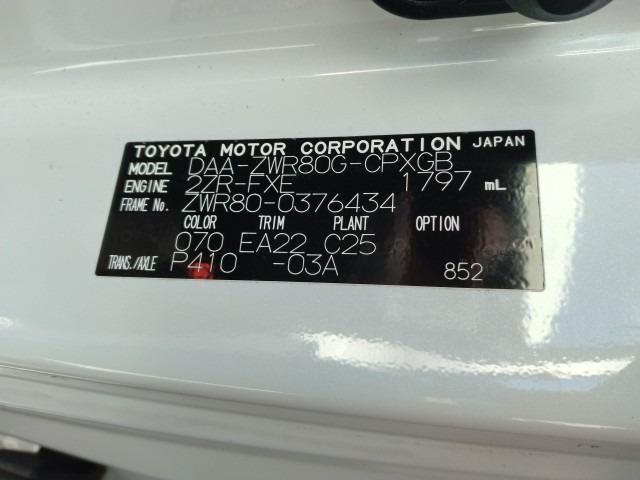 TOYOTA MOTOR CORPORATION JAPAN
MODEL DAA-ZWR80G-CPXGB
ENGINE 2ZR-FXE 1797 mL
FRAME No. ZWR80-0376434
COLOR TRIM PLANT OPTION
070 EA22 C25
TRANS./AXLE P410 -03A 852